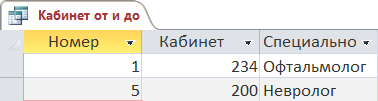 Кабинет от и до
Номер Кабинет Специально
1 234 Офтальмолог
5 200 Невролог